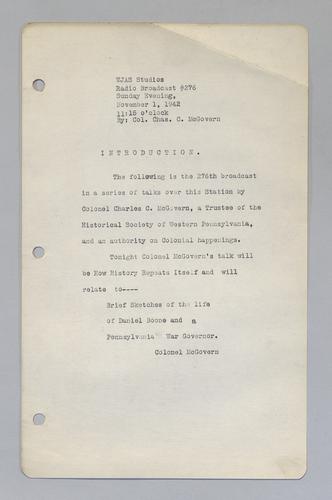 WJAS Studios
Radio Broadcast #276
Sunday Evening,
November 1, 1942
11:15 o'clock
By: Col. Chas. C. McGovern
INTRODUCTION.
The following is the 276th broadcast
in a series of talks over this Station by
Colonel Charles C. McGovern, a Trustee of the
Historical Society of Western Pennsylvania,
and an authority on Colonial happenings.
Tonight Colonel McGovern's talk will
be How History Repeats Itself and will
relate to----
Brief Sketches of the life
of Daniel Boone and a
Pennsylvania War Governor.
Colonel McGovern